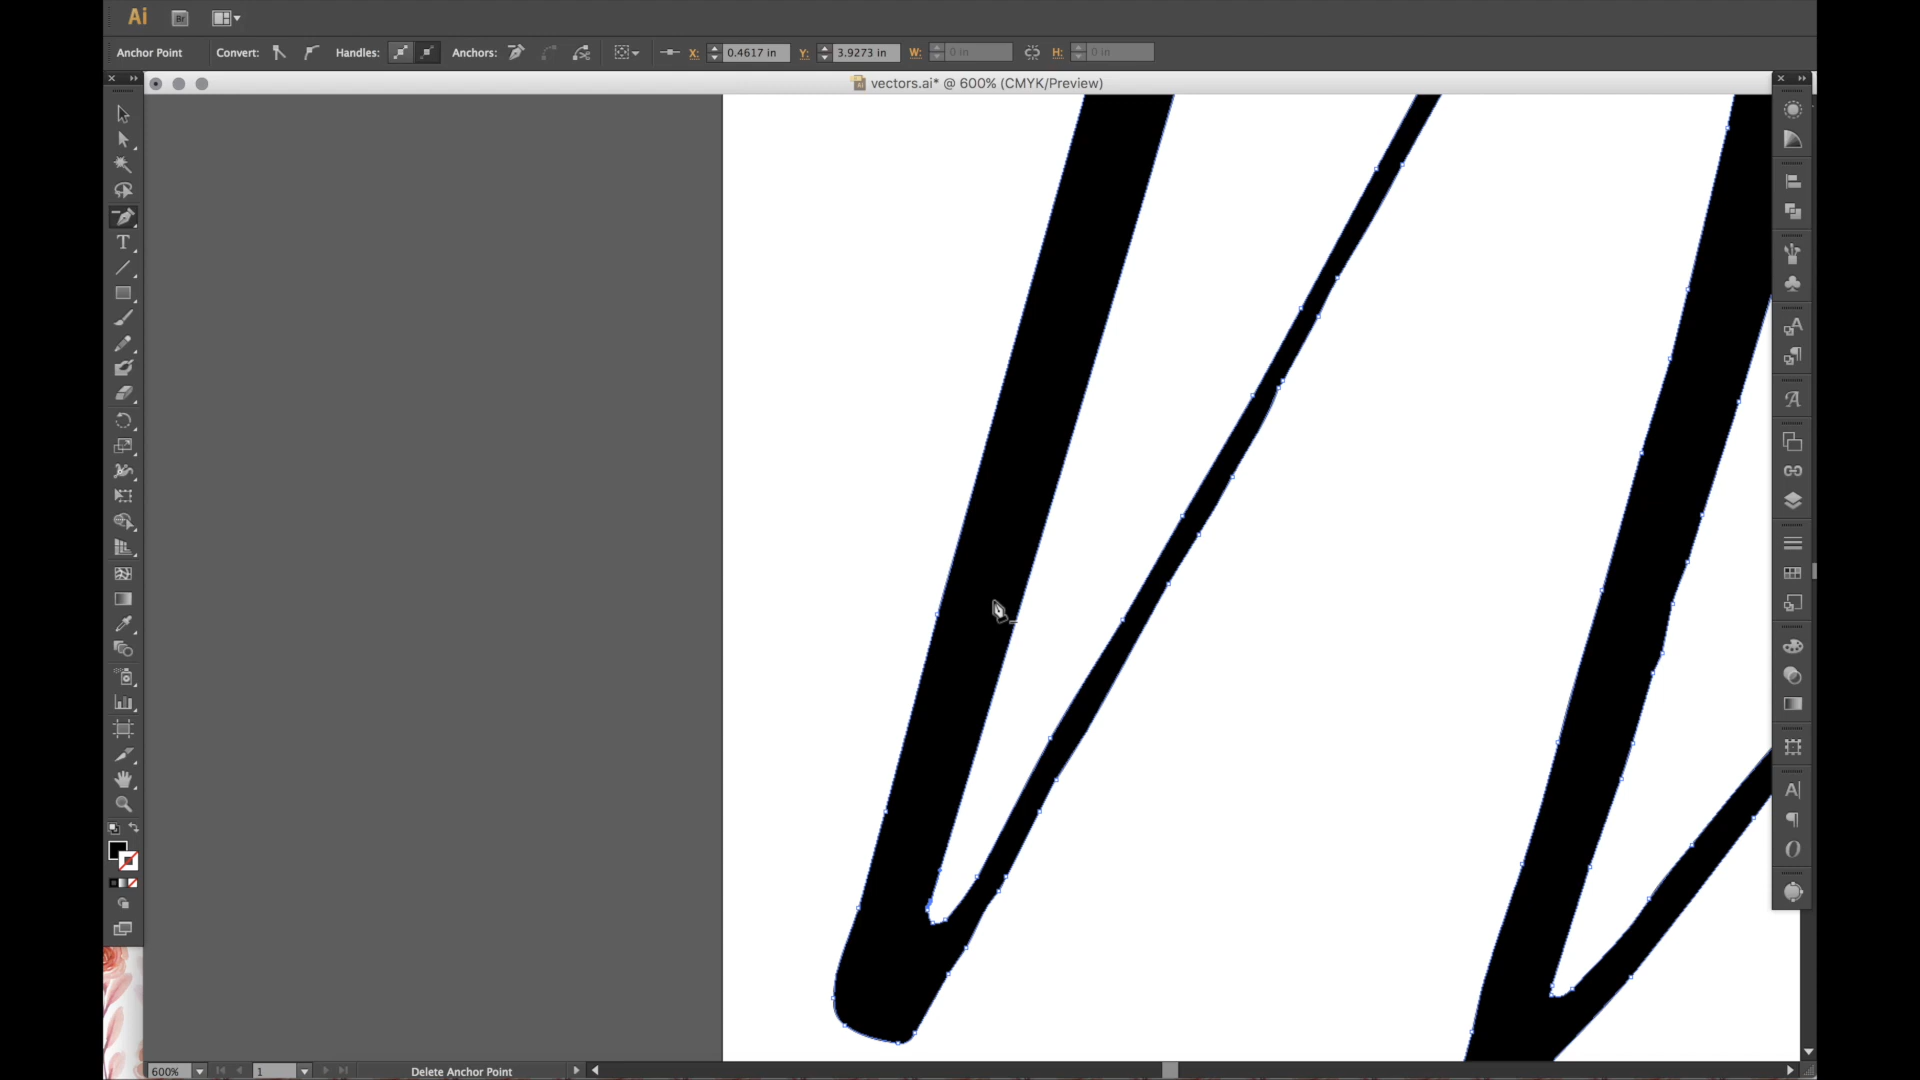 Ai Br
Anchor Point Convert: Handles: Anchors: X: 0.4617 in Y: 3.9273 in W: 0 in H: 0 in
vectors.ai* @ 600% (CMYK/Preview)
T
A
A
A|
O
600% 1 Delete Anchor Point